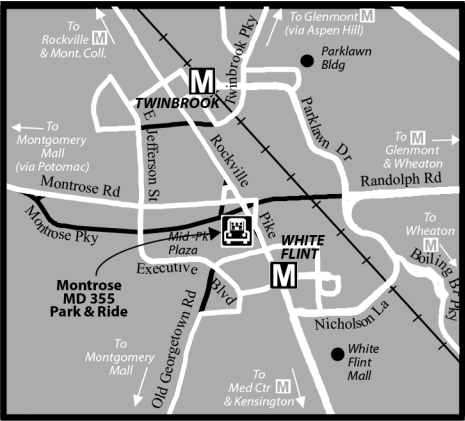 To Glenmont M
(via Aspen Hill)
To
Rockville M
& Mont. Coll.
Twinbrook Pky
Parklawn
Bldg
M
TWINBROOK
E Jefferson St
Rockville Pike
Parklawn Dr
To
Montgomery
Mall
(via Potomac)
To M
Glenmont
& Wheaton
Montrose Rd
Randolph Rd
Montrose Pky
Mid-Pk
Plaza
WHITE
FLINT
M
To
Wheaton
M
Executive Blvd
Montrose
MD 355
Park & Ride
Nicholson La
Old Georgetown Rd
To
Montgomery
Mall
White
Flint
Mall
To
Med Ctr M
& Kensington